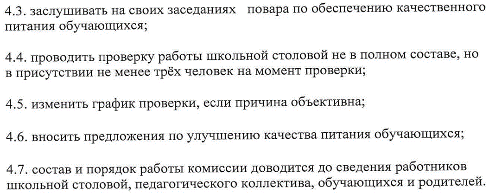 4.3. заслушивать на своих заседаниях повара по обеспечению качественного
питания обучающихся;
4.4. проводить проверку работы школьной столовой не в полном составе, но
в присутствии не менее трёх человек на момент проверки;
4.5. изменить график проверки, если причина объективна;
4.6. вносить предложения по улучшению качества питания обучающихся;
4.7. состав и порядок работы комиссии доводится до сведения работников
школьной столовой, педагогического коллектива, обучающихся и родителей.